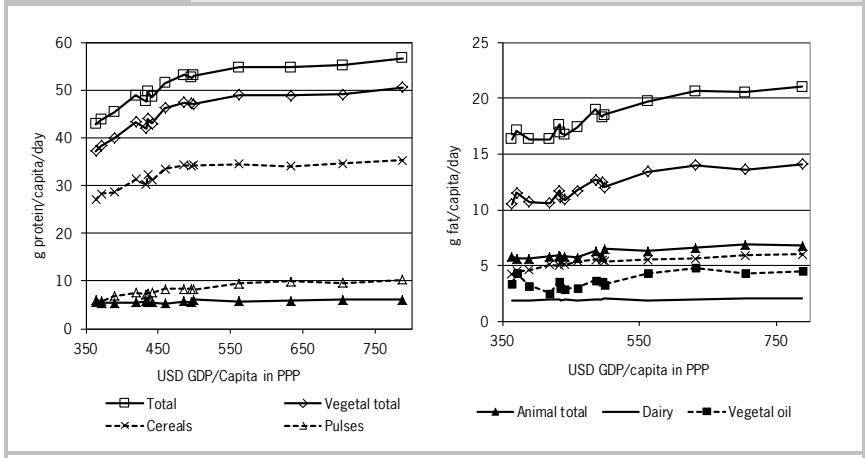 60
50
40
30
20
10
0
g protein/capita/day
350 450 550 650 750
USD GDP/Capita in PPP
Total Vegetal total
Cereals Pulses
25
20
15
10
5
0
g fat/capita/day
350 550 750
USD GDP/capita in PPP
Animal total Dairy Vegetal oil